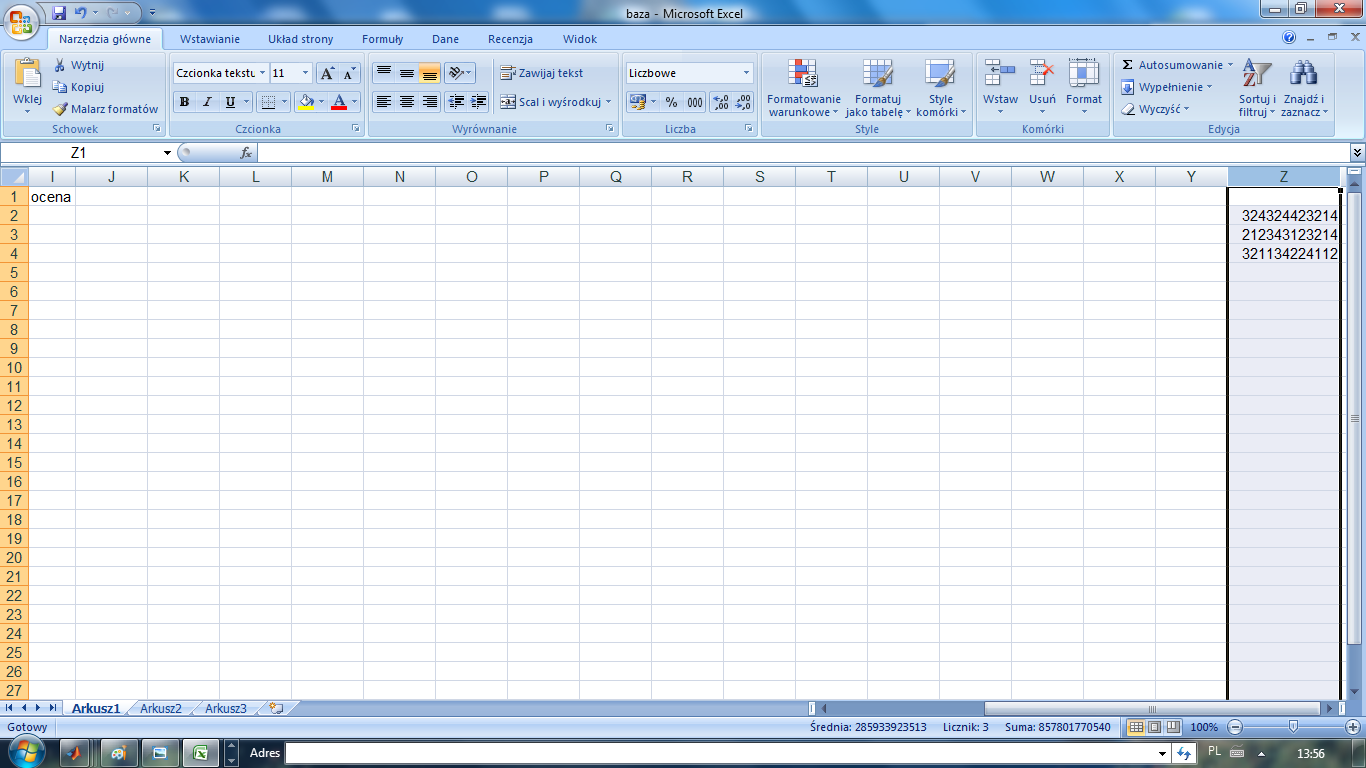 baza - Microsoft Excel
Narzędzia główne Wstawianie Układ strony Formuły Dane Recenzja Widok
Wklej
Wytnij
Kopiuj
Malarz formatów
Schowek
Czcionka tekstu 11
B I U A
Czcionka
Zawijaj tekst
Scal i wyśrodkuj
Wyrównanie
Liczbowe
% 000
Liczba
Formatowanie warunkowe
Formatuj jako tabelę
Style komórki
Style
Wstaw Usuń Format
Komórki
Σ Autosumowanie
Wypełnienie
Wyczyść
Sortuj i filtruj
Znajdź i zaznacz
Edycja
Z1 fx
I J K L M N O P Q R S T U V W X Y Z
1 ocena
2 324324423214
3 212343123214
4 321134224112
5
6
7
8
9
10
11
12
13
14
15
16
17
18
19
20
21
22
23
24
25
26
27
Arkusz1 Arkusz2 Arkusz3
Gotowy Średnia: 285933923513 Licznik: 3 Suma: 857801770540 100%
Adres PL 13:56